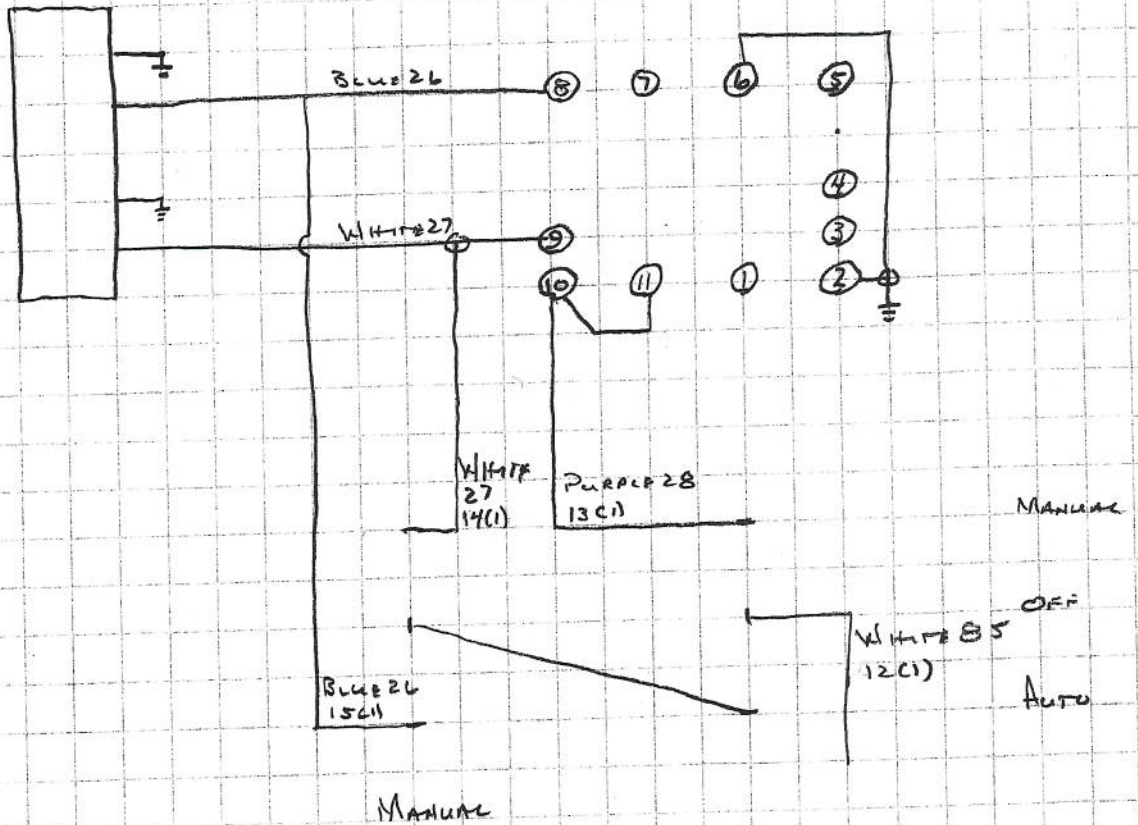 BLUE 26
8 7 6 5
4
WHITE 27
9
3
10 11 1 2
WHITE
27
14(1)
PURPLE 28
13(1)
MANUAL
OFF
WHITE 85
12(1)
BLUE 26
15(1)
AUTO
MANUAL